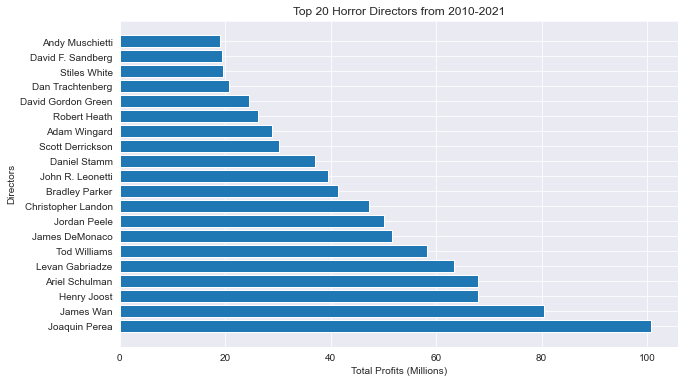 Top 20 Horror Directors from 2010-2021
Directors
Andy Muschietti
David F. Sandberg
Stiles White
Dan Trachtenberg
David Gordon Green
Robert Heath
Adam Wingard
Scott Derrickson
Daniel Stamm
John R. Leonetti
Bradley Parker
Christopher Landon
Jordan Peele
James DeMonaco
Tod Williams
Levan Gabriadze
Ariel Schulman
Henry Joost
James Wan
Joaquin Perea
0 20 40 60 80 100
Total Profits (Millions)